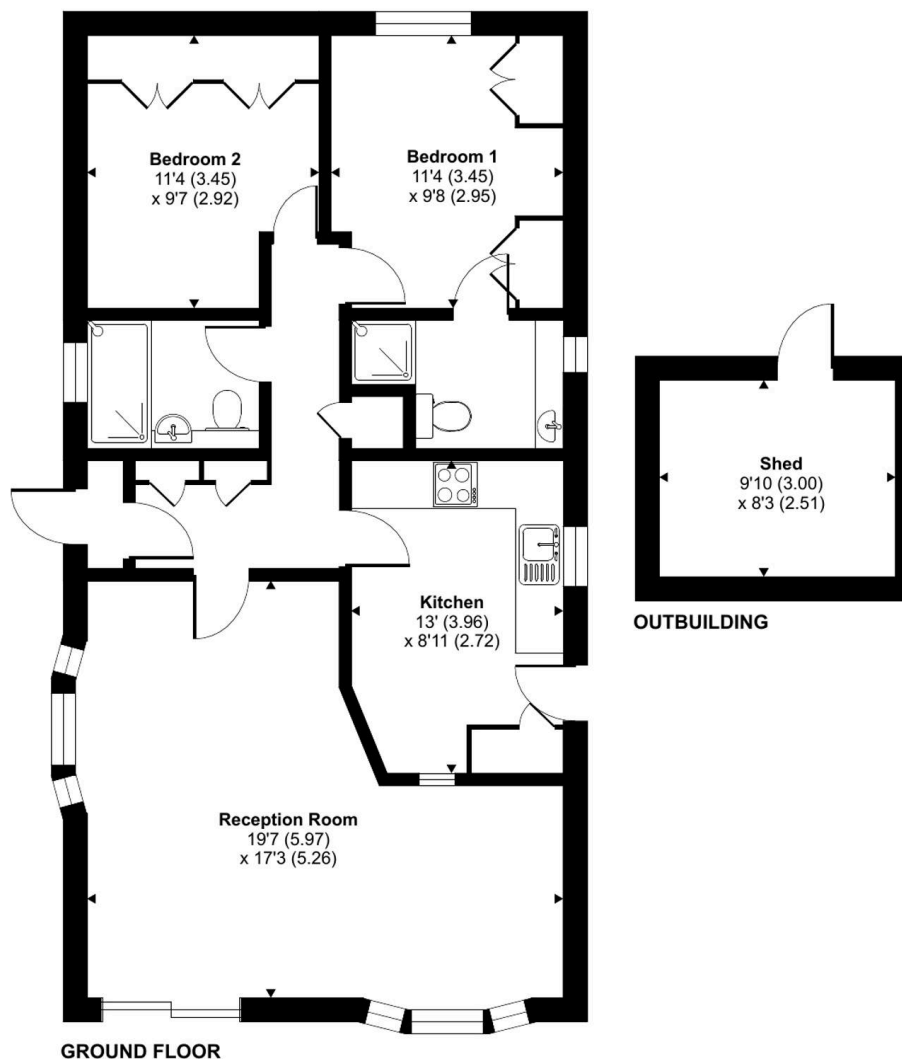 Bedroom 2
11'4 (3.45)
x 9'7 (2.92)
Bedroom 1
11'4 (3.45)
x 9'8 (2.95)
Shed
9'10 (3.00)
x 8'3 (2.51)
OUTBUILDING
Kitchen
13' (3.96)
x 8'11 (2.72)
Reception Room
19'7 (5.97)
x 17'3 (5.26)
GROUND FLOOR